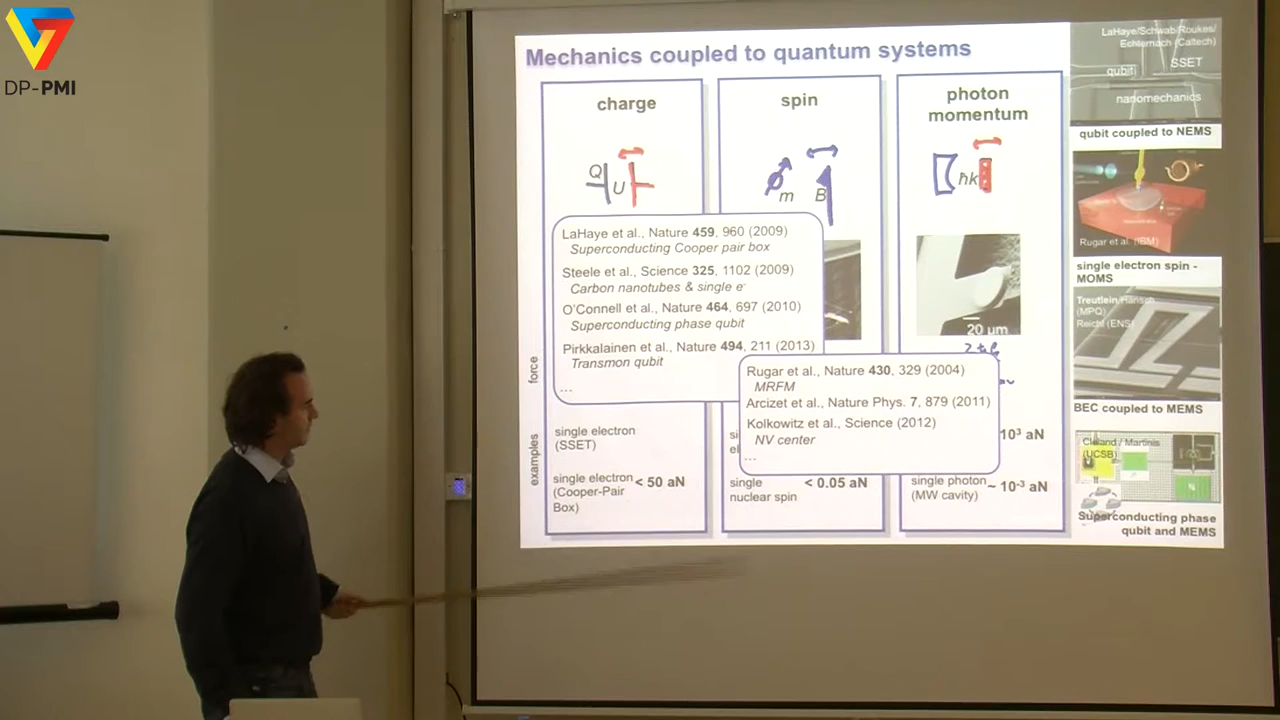 DP-PMI
Mechanics coupled to quantum systems
charge
Q
U
spin
m
B
photon
momentum
ħk
LaHaye et al., Nature 459, 960 (2009)
Superconducting Cooper pair box
Steele et al., Science 325, 1102 (2009)
Carbon nanotubes & single e-
O'Connell et al., Nature 464, 697 (2010)
Superconducting phase qubit
Pirkkalainen et al., Nature 494, 211 (2013)
Transmon qubit
...
20 um
Rugar et al., Nature 430, 329 (2004)
MRFM
Arcizet et al., Nature Phys. 7, 879 (2011)
Kolkowitz et al., Science (2012)
NV center
...
force
examples
single electron
(SSET)
single electron
(Cooper-Pair
Box)
< 50 aN
single
nuclear spin
< 0.05 aN
10³ aN
single photon
(MW cavity)
~ 10-³ aN
LaHaye/Schwab/Roukes/
Echternach (Caltech)
qubit
SSET
nanomechanics
qubit coupled to NEMS
Rugar et al. (IBM)
single electron spin -
MOMS
Treutlein/Hänsch
(MPQ)
Reichl (ENS)
BEC coupled to MEMS
Cleland / Martinis
(UCSB)
Superconducting phase
qubit and MEMS